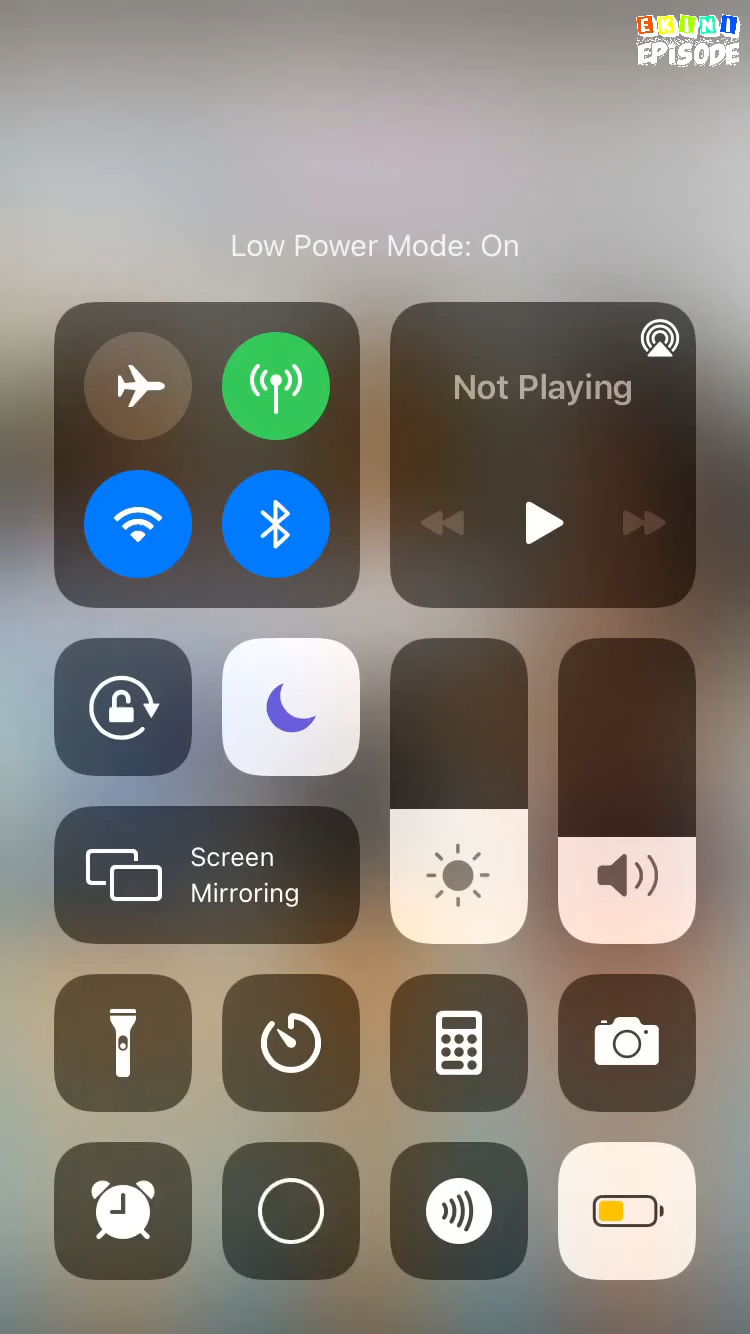 EKINI
EPISODE
Low Power Mode: On
Not Playing
Screen
Mirroring